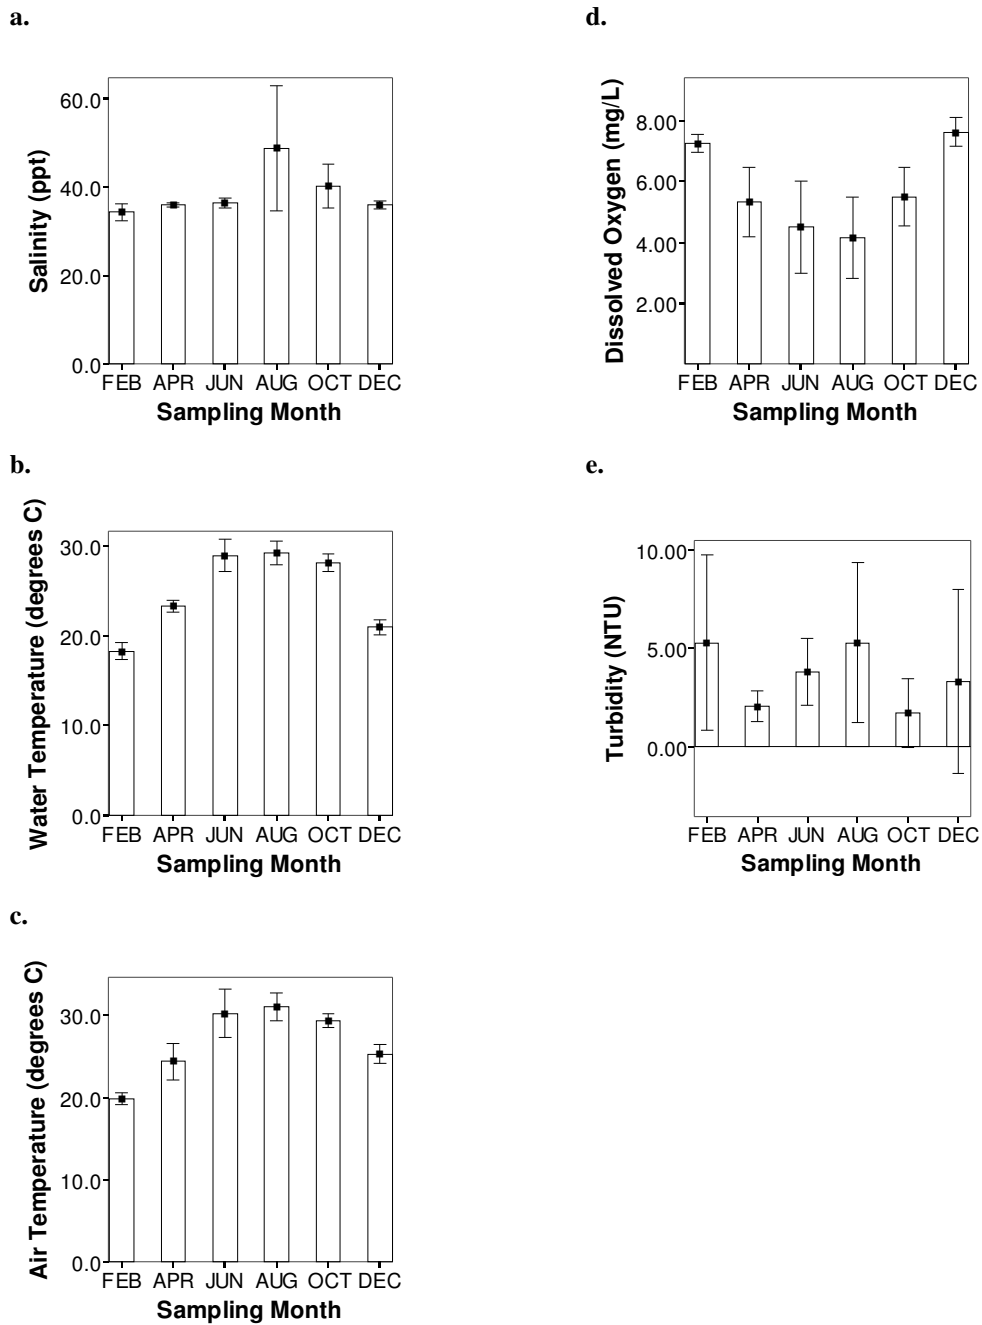 a.
Salinity (ppt)
60.0
40.0
20.0
0.0
FEB APR JUN AUG OCT DEC
Sampling Month
b.
Water Temperature (degrees C)
30.0
20.0
10.0
0.0
FEB APR JUN AUG OCT DEC
Sampling Month
c.
Air Temperature (degrees C)
30.0
20.0
10.0
0.0
FEB APR JUN AUG OCT DEC
Sampling Month
d.
Dissolved Oxygen (mg/L)
8.00
6.00
4.00
2.00
FEB APR JUN AUG OCT DEC
Sampling Month
e.
Turbidity (NTU)
10.00
5.00
0.00
FEB APR JUN AUG OCT DEC
Sampling Month